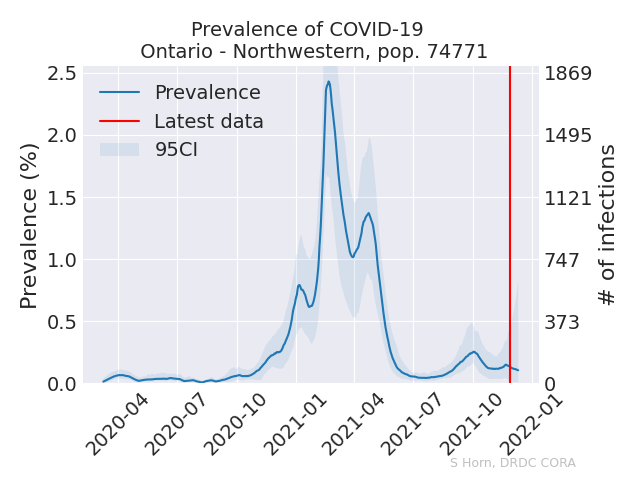 Prevalence of COVID-19
Ontario - Northwestern, pop. 74771
Prevalence (%)
2.5
2.0
1.5
1.0
0.5
0.0
Prevalence
Latest data
95CI
1869
1495
1121
747
373
0
# of infections
2020-04
2020-07
2020-10
2021-01
2021-04
2021-07
2021-10
2022-01
S Horn, DRDC CORA